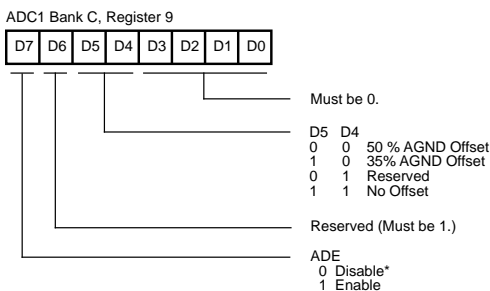 ADC1 Bank C, Register 9
D7 D6 D5 D4 D3 D2 D1 D0
Must be 0.
D5 D4
0 0 50 % AGND Offset
1 0 35% AGND Offset
0 1 Reserved
1 1 No Offset
Reserved (Must be 1.)
ADE
0 Disable*
1 Enable